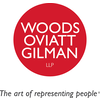 WOODS
OVIATT
GILMAN
LLP
The art of representing people®